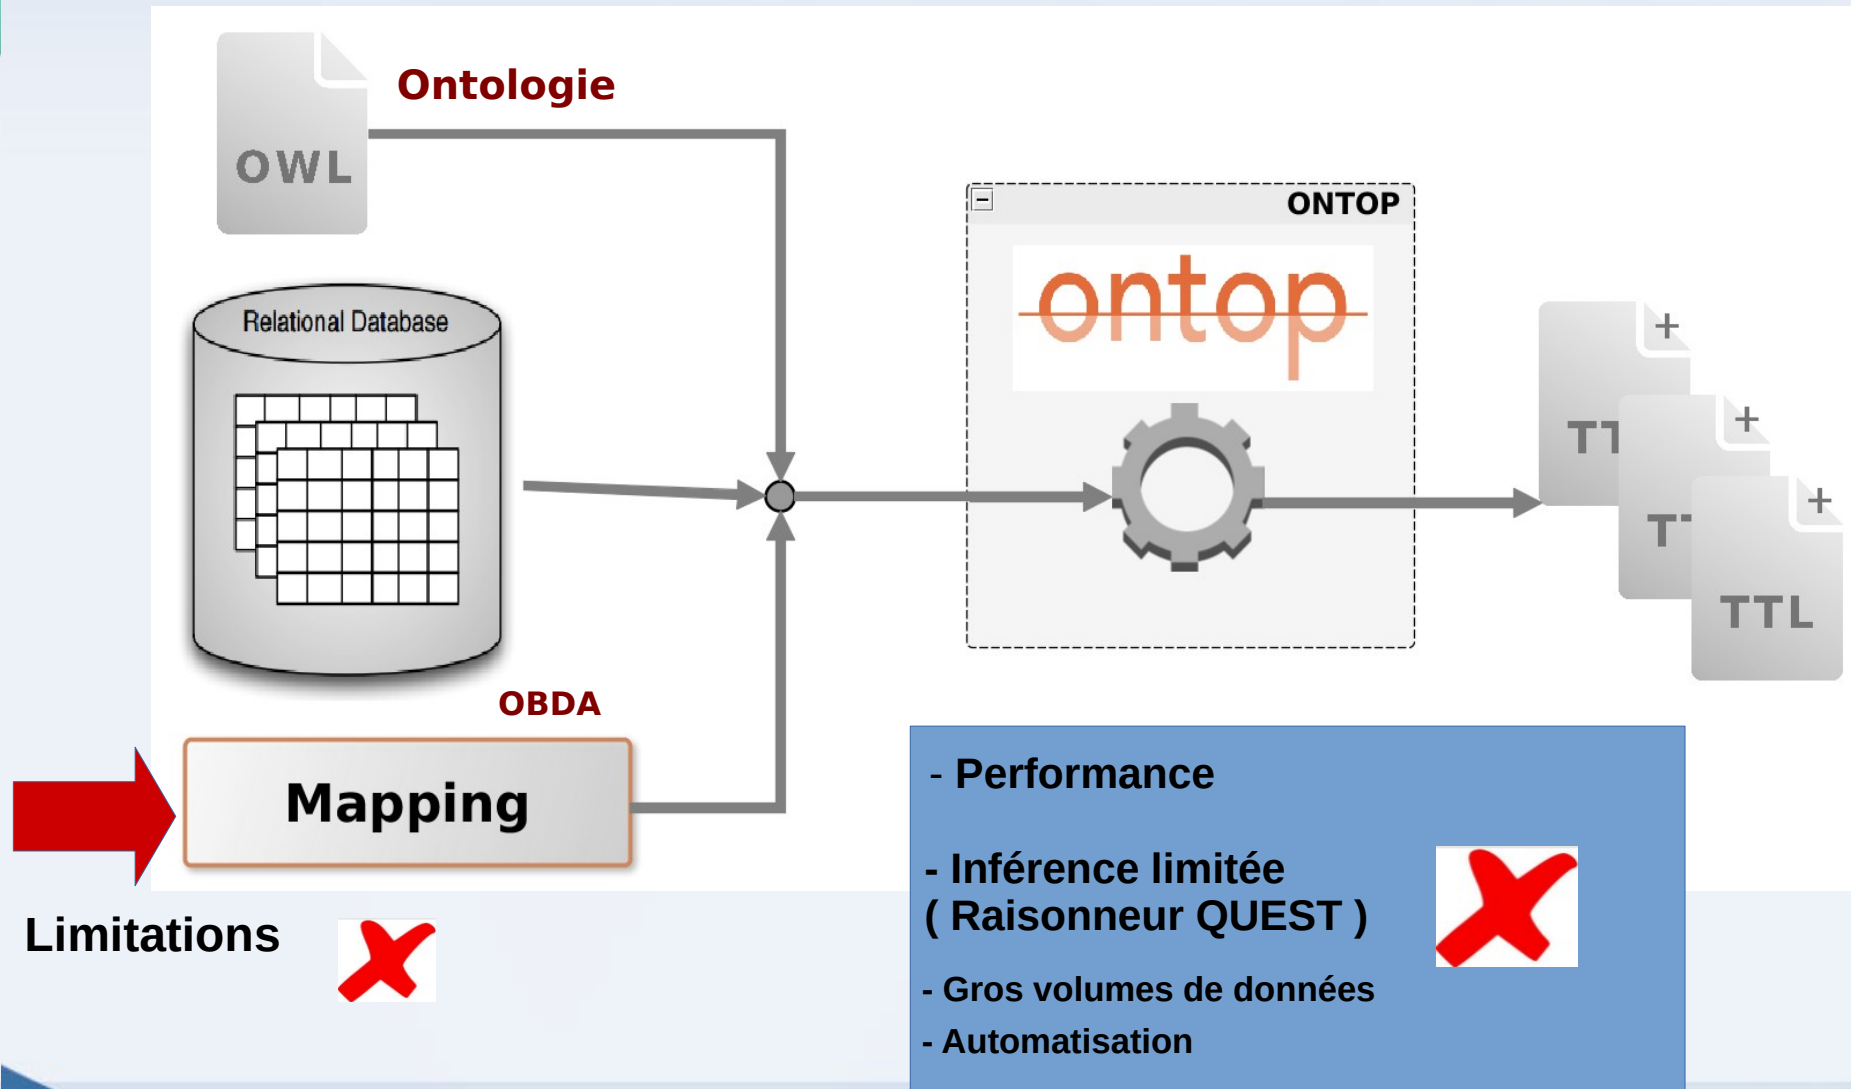 Ontologie
OWL
ONTOP
ontop
Relational Database
+
TT
+
T
+
TTL
OBDA
Mapping
- Performance
- Inférence limitée
( Raisonneur QUEST )
Limitations
- Gros volumes de données
- Automatisation